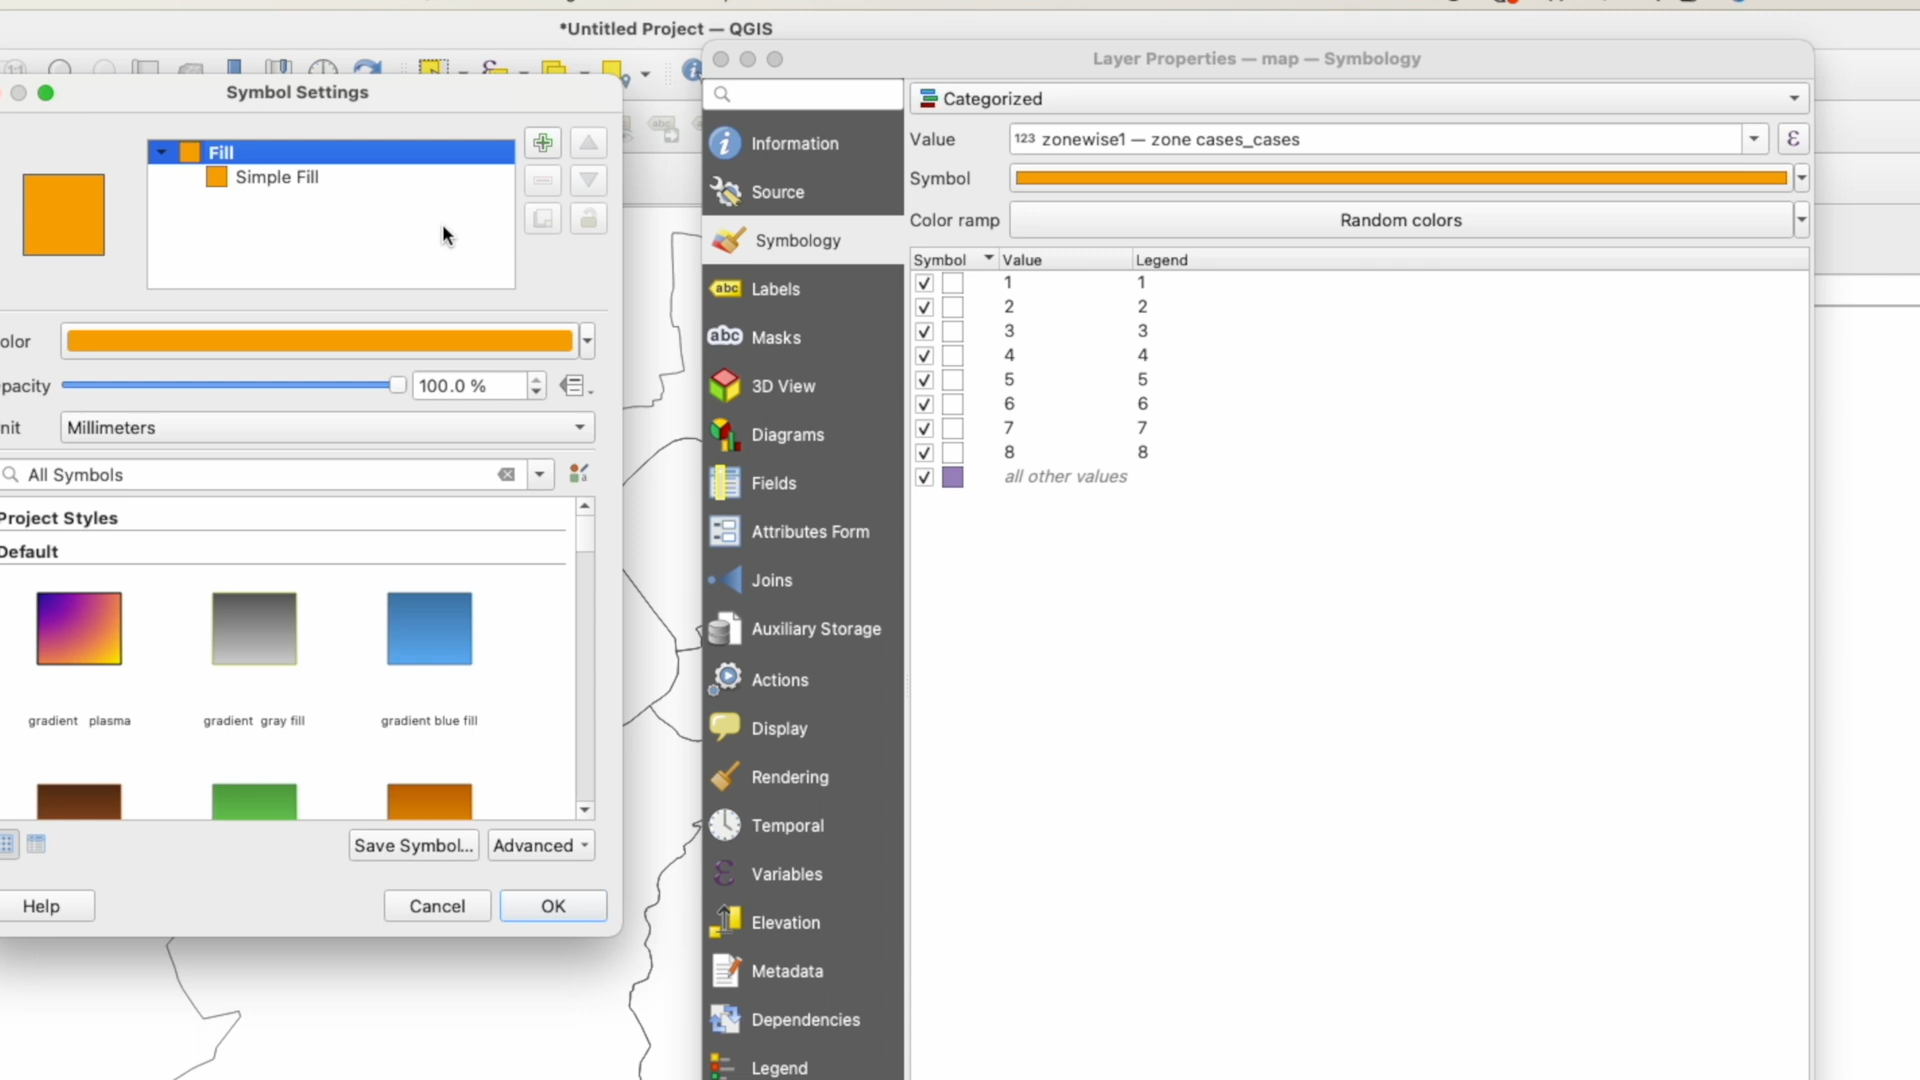 *Untitled Project — QGIS
Symbol Settings
Fill
Simple Fill
olor
pacity
100.0 %
nit
Millimeters
All Symbols
Project Styles
Default
gradient plasma
gradient gray fill
gradient blue fill
Save Symbol...
Advanced
Help
Cancel
OK
Layer Properties — map — Symbology
Information
Source
Symbology
abc Labels
abc Masks
3D View
Diagrams
Fields
Attributes Form
Joins
Auxiliary Storage
Actions
Display
Rendering
Temporal
Variables
Elevation
Metadata
Dependencies
Legend
Categorized
Value
123 zonewise1 — zone cases_cases
ε
Symbol
Color ramp
Random colors
Symbol Value Legend
1 1
2 2
3 3
4 4
5 5
6 6
7 7
8 8
all other values